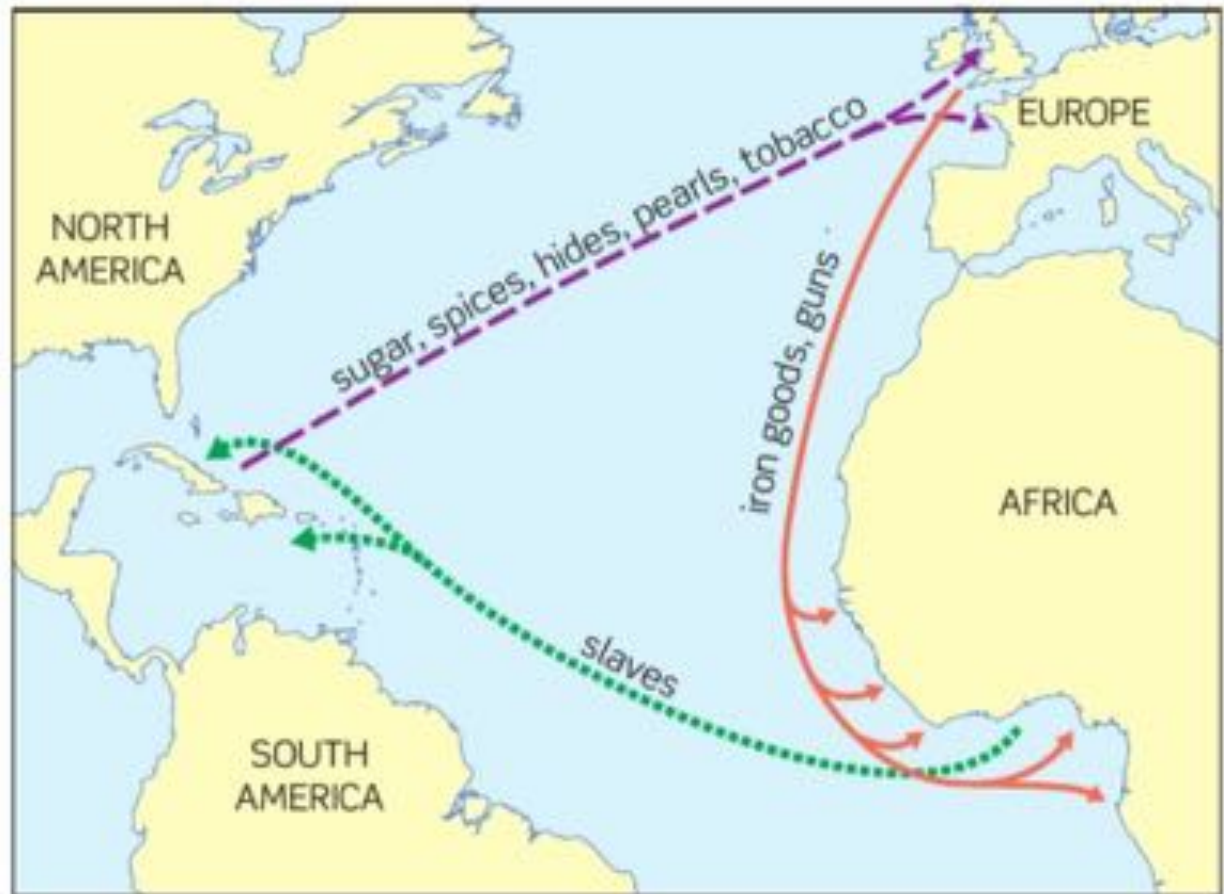 NORTH
AMERICA
EUROPE
sugar, spices, hides, pearls, tobacco
iron goods, guns
AFRICA
slaves
SOUTH
AMERICA